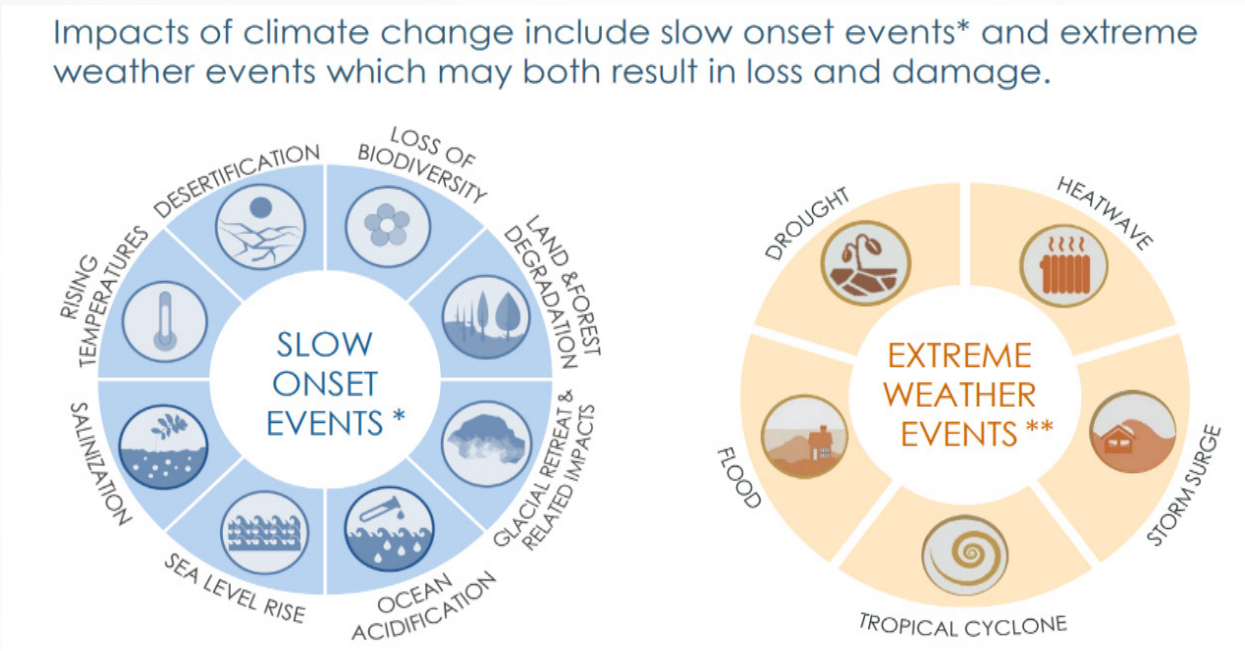 Impacts of climate change include slow onset events* and extreme
weather events which may both result in loss and damage.
DESERTIFICATION
LOSS OF
BIODIVERSITY
LAND &FOREST
DEGRADATION
GLACIAL RETREAT &
RELATED IMPACTS
OCEAN
ACIDIFICATION
SEA LEVEL RISE
SALINIZATION
RISING
TEMPERATURES
SLOW
ONSET
EVENTS *
DROUGHT
HEATWAVE
STORM SURGE
TROPICAL CYCLONE
FLOOD
EXTREME
WEATHER
EVENTS **